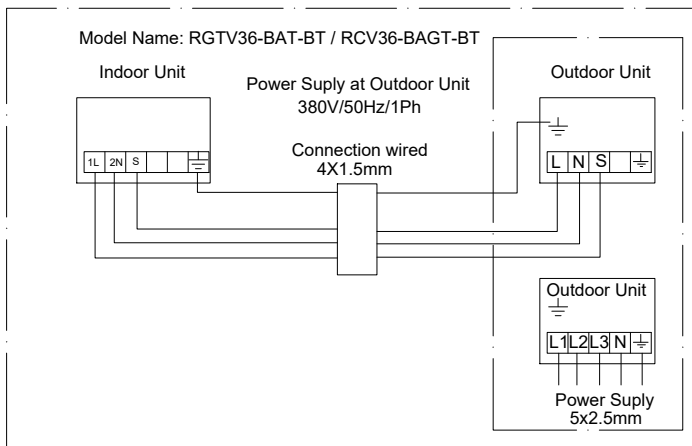 Model Name: RGTV36-BAT-BT / RCV36-BAGT-BT
Indoor Unit
Power Suply at Outdoor Unit
380V/50Hz/1Ph
Outdoor Unit
Connection wired
4X1.5mm
1L 2N S
L N S
Outdoor Unit
L1 L2 L3 N
Power Suply
5x2.5mm